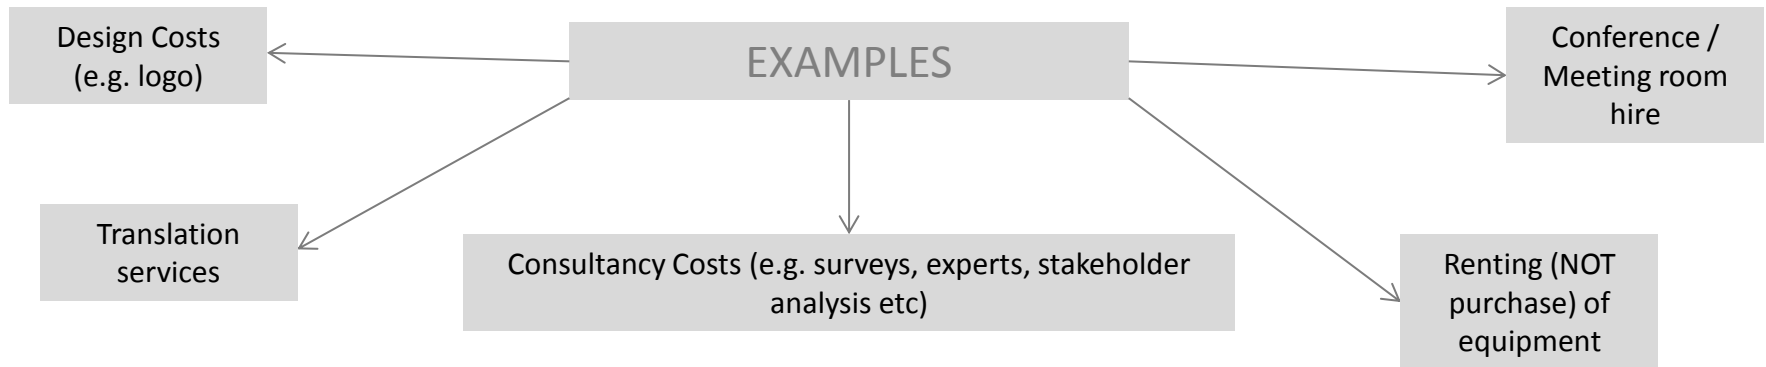 EXAMPLES
Design Costs
(e.g. logo)
Conference /
Meeting room
hire
Translation
services
Consultancy Costs (e.g. surveys, experts, stakeholder
analysis etc)
Renting (NOT
purchase) of
equipment